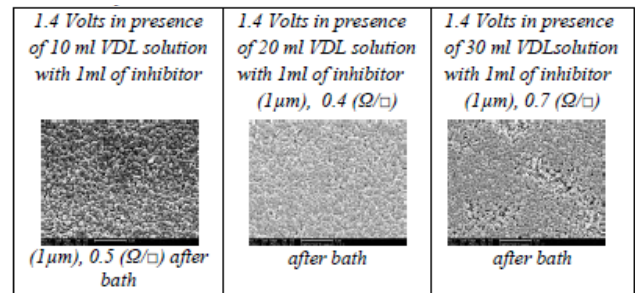 1.4 Volts in presence
of 10 ml VDL solution
with 1ml of inhibitor
(1µm), 0.5 (Ω/□) after
bath
1.4 Volts in presence
of 20 ml VDL solution
with 1ml of inhibitor
(1µm), 0.4 (Ω/□)
after bath
1.4 Volts in presence
of 30 ml VDLsolution
with 1ml of inhibitor
(1µm), 0.7 (Ω/□)
after bath